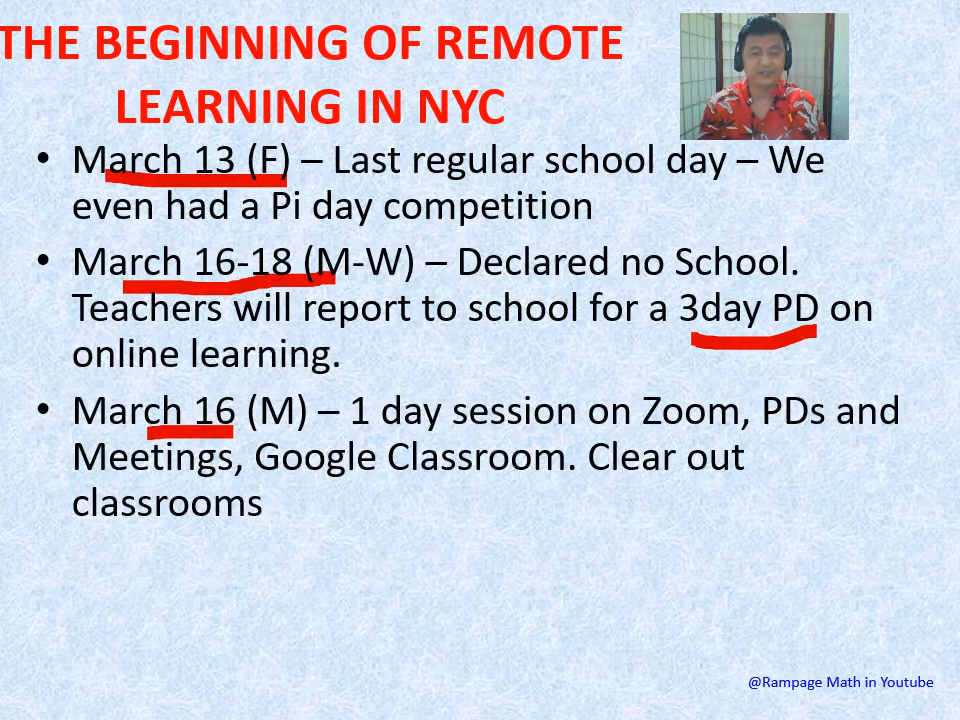 THE BEGINNING OF REMOTE
LEARNING IN NYC
• March 13 (F) – Last regular school day – We
even had a Pi day competition
• March 16-18 (M-W) – Declared no School.
Teachers will report to school for a 3day PD on
online learning.
• March 16 (M) – 1 day session on Zoom, PDs and
Meetings, Google Classroom. Clear out
classrooms
@Rampage Math in Youtube